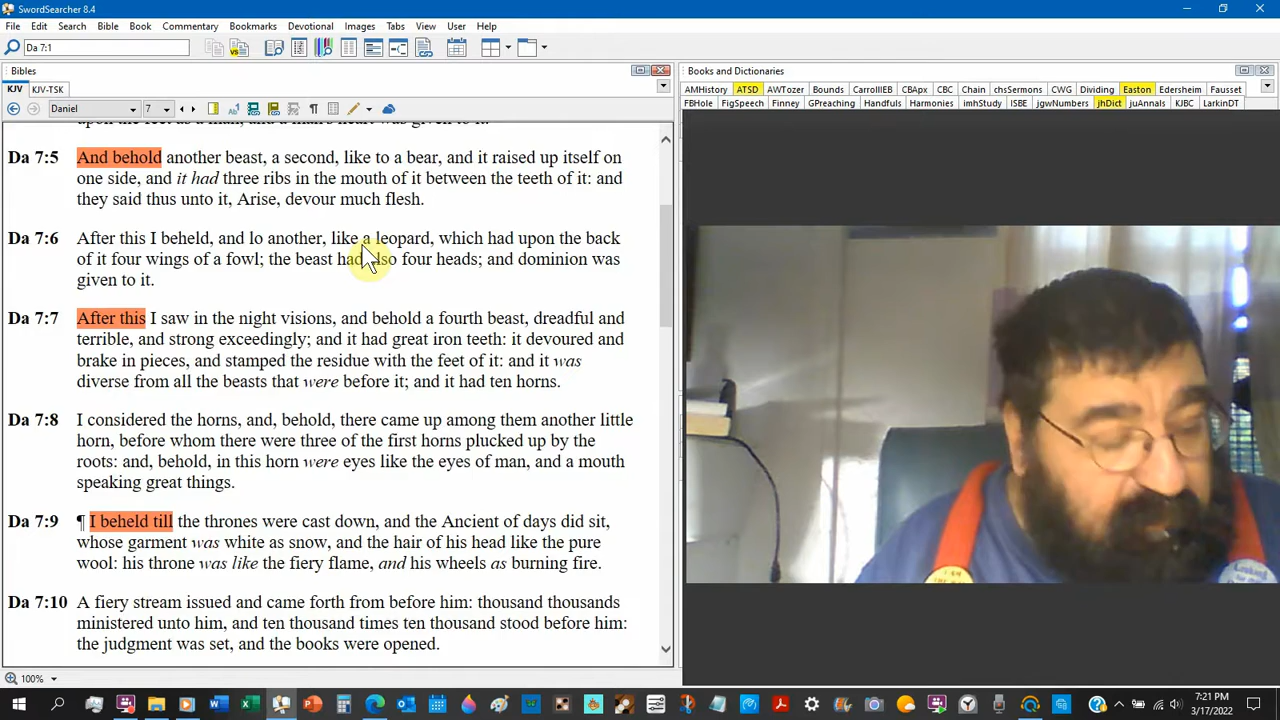 SwordSearcher 8.4
File Edit Search Bible Book Commentary Bookmarks Devotional Images Tabs View User Help
Da 7:1
Bibles
KJV KJV-TSK
Daniel 7
Da 7:5 And behold another beast, a second, like to a bear, and it raised up itself on
one side, and it had three ribs in the mouth of it between the teeth of it: and
they said thus unto it, Arise, devour much flesh.
Da 7:6 After this I beheld, and lo another, like a leopard, which had upon the back
of it four wings of a fowl; the beast had also four heads; and dominion was
given to it.
Da 7:7 After this I saw in the night visions, and behold a fourth beast, dreadful and
terrible, and strong exceedingly; and it had great iron teeth: it devoured and
brake in pieces, and stamped the residue with the feet of it: and it was
diverse from all the beasts that were before it; and it had ten horns.
Da 7:8 I considered the horns, and, behold, there came up among them another little
horn, before whom there were three of the first horns plucked up by the
roots: and, behold, in this horn were eyes like the eyes of man, and a mouth
speaking great things.
Da 7:9 ¶ I beheld till the thrones were cast down, and the Ancient of days did sit,
whose garment was white as snow, and the hair of his head like the pure
wool: his throne was like the fiery flame, and his wheels as burning fire.
Da 7:10 A fiery stream issued and came forth from before him: thousand thousands
ministered unto him, and ten thousand times ten thousand stood before him:
the judgment was set, and the books were opened.
100%
Books and Dictionaries
AMHistory ATSD AWTozer Bounds CarrollIEB CBApx CBC Chain chsSermons CWG Dividing Easton Edersheim Fausset
FBHole FigSpeech Finney GPreaching Handfuls Harmonies imhStudy ISBE jgwNumbers jhDict juAnnals KJBC LarkinDT
7:21 PM
3/17/2022